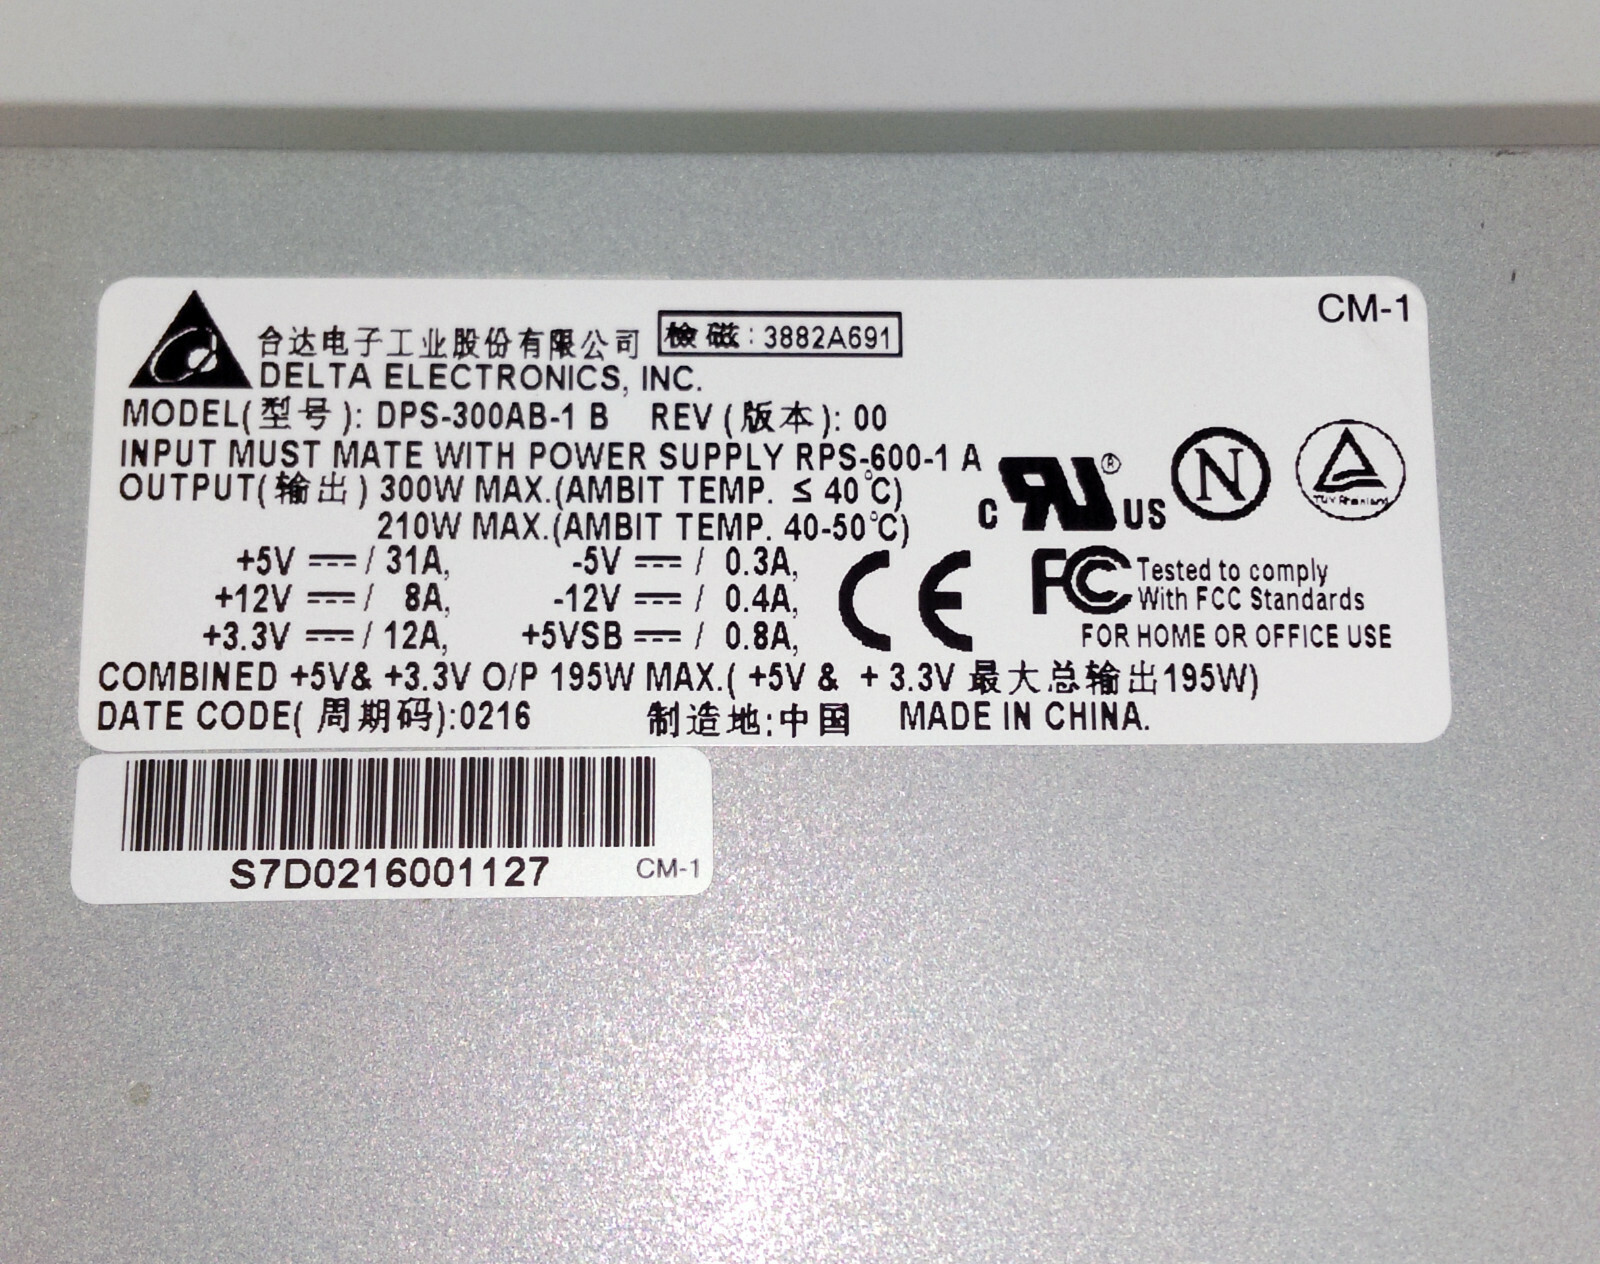 CM-1
台达电子工业股份有限公司 檢磁:3882A691
DELTA ELECTRONICS, INC.
MODEL(型号): DPS-300AB-1 B REV (版本): 00
INPUT MUST MATE WITH POWER SUPPLY RPS-600-1 A
OUTPUT(输出) 300W MAX.(AMBIT TEMP. ≤ 40℃)
210W MAX.(AMBIT TEMP. 40-50℃)
+5V ⎓ / 31A, -5V ⎓ / 0.3A,
+12V ⎓ / 8A, -12V ⎓ / 0.4A,
+3.3V ⎓ / 12A, +5VSB ⎓ / 0.8A,
C RU ® US
N
TUV Rheinland
CE
FC Tested to comply
With FCC Standards
FOR HOME OR OFFICE USE
COMBINED +5V& +3.3V O/P 195W MAX.( +5V & + 3.3V 最大总输出195W)
DATE CODE( 周期码):0216 制造地:中国 MADE IN CHINA.
S7D0216001127 CM-1